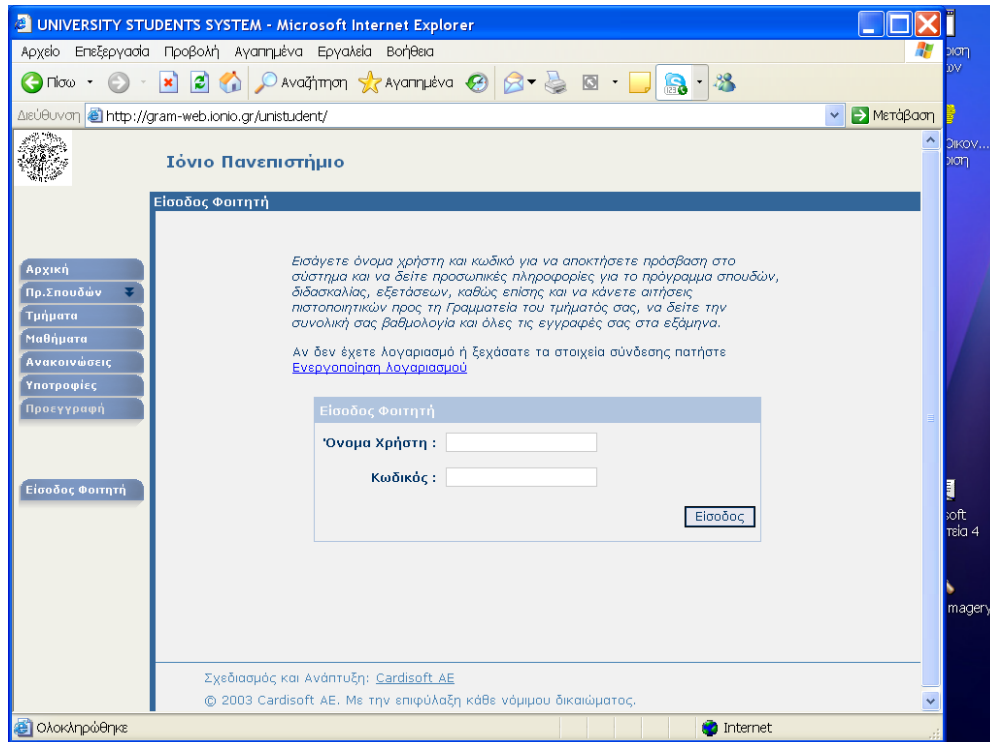 UNIVERSITY STUDENTS SYSTEM - Microsoft Internet Explorer
Αρχείο Επεξεργασία Προβολή Αγαπημένα Εργαλεία Βοήθεια
Πίσω Αναζήτηση Αγαπημένα
Διεύθυνση http://gram-web.ionio.gr/unistudent/ Μετάβαση
Ιόνιο Πανεπιστήμιο
Είσοδος Φοιτητή
Εισάγετε όνομα χρήστη και κωδικό για να αποκτήσετε πρόσβαση στο
σύστημα και να δείτε προσωπικές πληροφορίες για το πρόγραμμα σπουδών,
διδασκαλίας, εξετάσεων, καθώς επίσης και να κάνετε αιτήσεις
πιστοποιητικών προς τη Γραμματεία του τμήματός σας, να δείτε την
συνολική σας βαθμολογία και όλες τις εγγραφές σας στα εξάμηνα.
Αν δεν έχετε λογαριασμό ή ξεχάσατε τα στοιχεία σύνδεσης πατήστε
Ενεργοποίηση λογαριασμού
Αρχική
Πρ.Σπουδών
Τμήματα
Μαθήματα
Ανακοινώσεις
Υποτροφίες
Προεγγραφή
Είσοδος Φοιτητή
Είσοδος Φοιτητή
Όνομα Χρήστη :
Κωδικός :
Είσοδος
Σχεδιασμός και Ανάπτυξη: Cardisoft AE
© 2003 Cardisoft AE. Με την επιφύλαξη κάθε νόμιμου δικαιώματος.
Ολοκληρώθηκε Internet